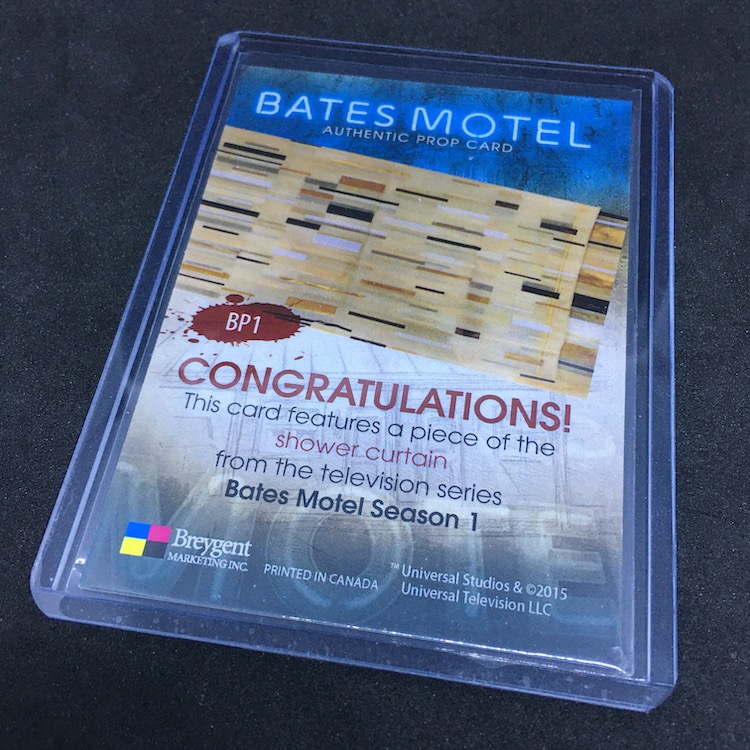 BATES MOTEL
AUTHENTIC PROP CARD
BP1
CONGRATULATIONS!
This card features a piece of the
shower curtain
from the television series
Bates Motel Season 1
Breygent
MARKETING INC.
PRINTED IN CANADA
™ Universal Studios & ©2015
Universal Television LLC
MOTE